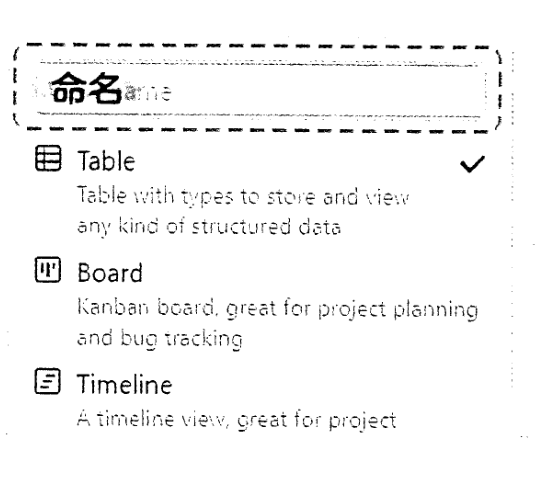 命名
Table
Table with types to store and view
any kind of structured data
Board
Kanban board, great for project planning
and bug tracking
Timeline
A timeline view, great for project